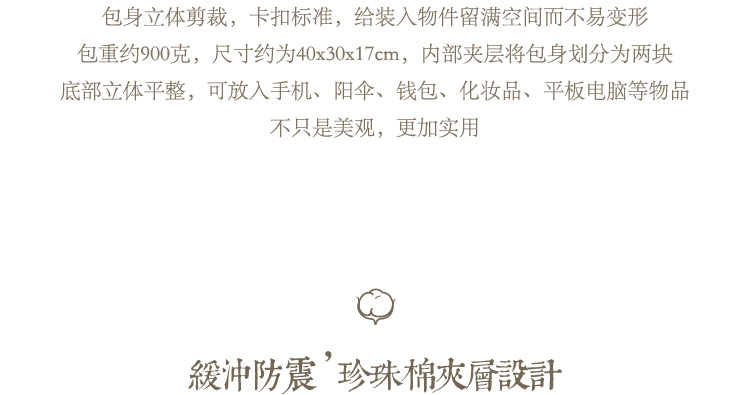 包身立体剪裁，卡扣标准，给装入物件留满空间而不易变形
包重约900克，尺寸约为40x30x17cm，内部夹层将包身划分为两块
底部立体平整，可放入手机、阳伞、钱包、化妆品、平板电脑等物品
不只是美观，更加实用
緩沖防震，珍珠棉夾層設計